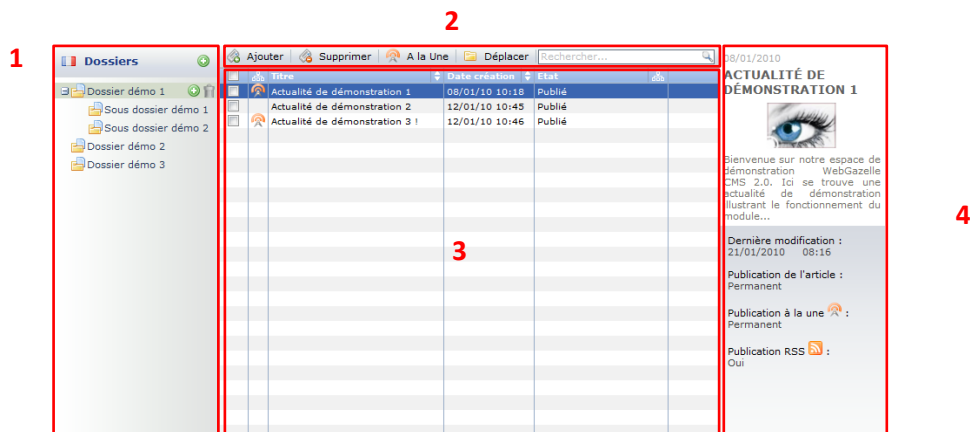 2
1
Dossiers
Dossier démo 1
Sous dossier démo 1
Sous dossier démo 2
Dossier démo 2
Dossier démo 3
Ajouter Supprimer A la Une Déplacer Rechercher...
Titre Date création Etat
Actualité de démonstration 1 08/01/10 10:18 Publié
Actualité de démonstration 2 12/01/10 10:45 Publié
Actualité de démonstration 3 ! 12/01/10 10:46 Publié
3
08/01/2010
ACTUALITÉ DE
DÉMONSTRATION 1
Bienvenue sur notre espace de
démonstration WebGazelle
CMS 2.0. Ici se trouve une
actualité de démonstration
illustrant le fonctionnement du
module...
Dernière modification :
21/01/2010 08:16
Publication de l'article :
Permanent
Publication à la une :
Permanent
Publication RSS :
Oui
4